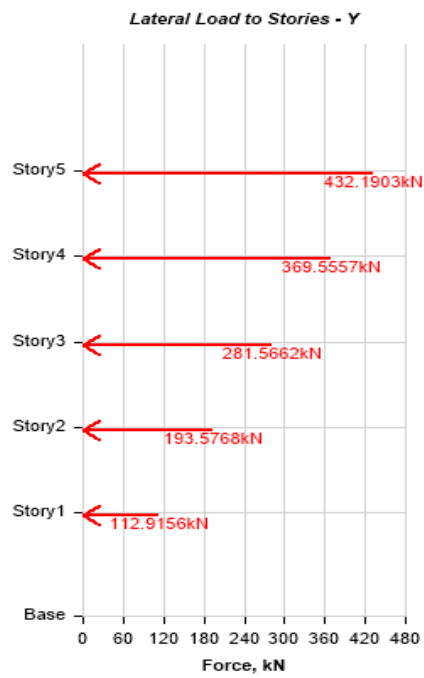 Lateral Load to Stories - Y
Story5
432.1903kN
Story4
369.5557kN
Story3
281.5662kN
Story2
193.5768kN
Story1
112.9156kN
Base
0 60 120 180 240 300 360 420 480
Force, kN